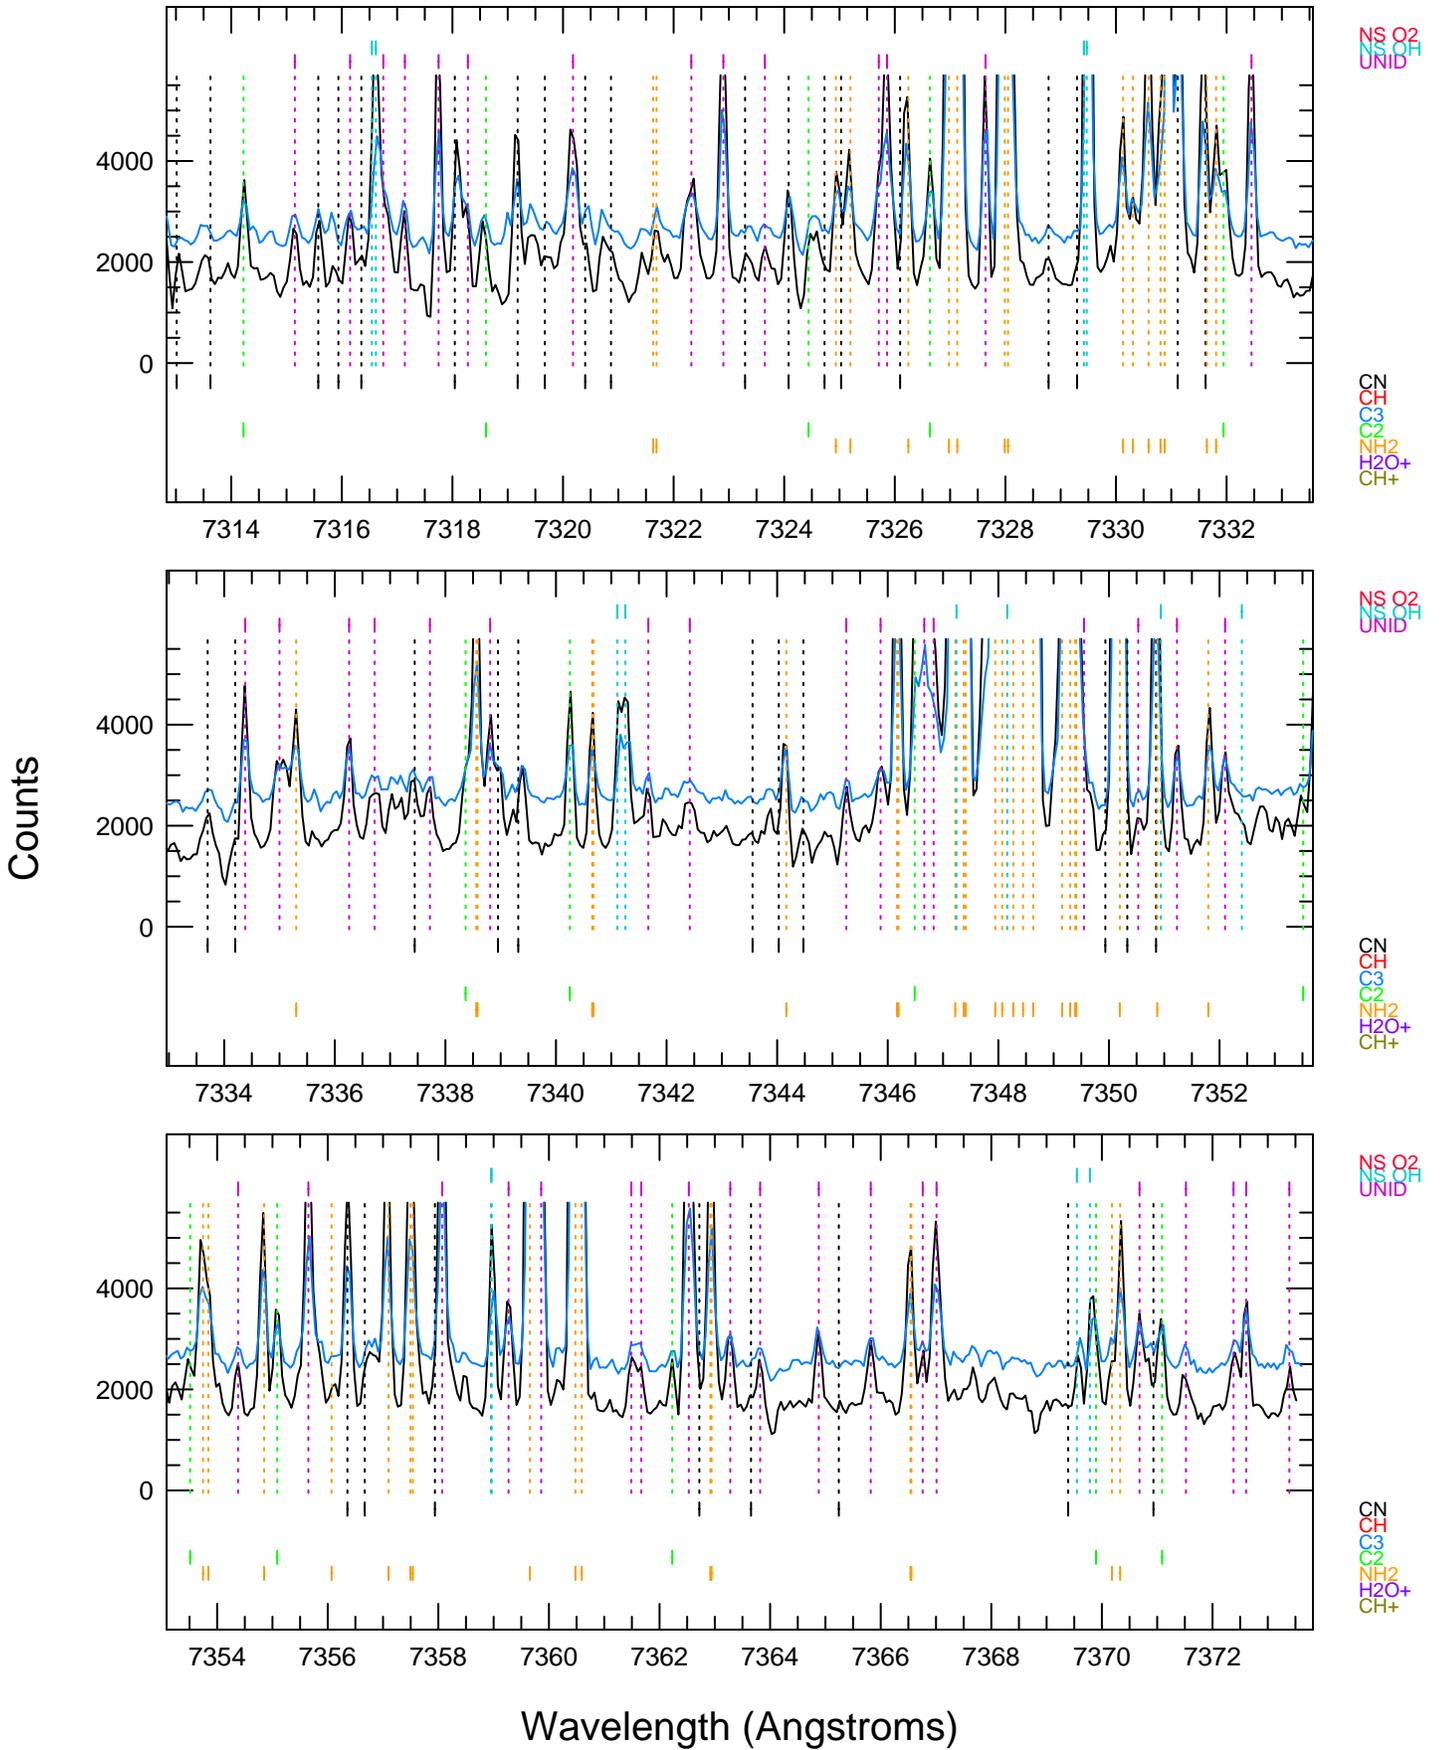 NS O2
NS OH
UNID
4000
2000
0
CN
CH
C3
C2
NH2
H2O+
CH+
7314 7316 7318 7320 7322 7324 7326 7328 7330 7332
NS O2
NS OH
UNID
4000
2000
0
CN
CH
C3
C2
NH2
H2O+
CH+
7334 7336 7338 7340 7342 7344 7346 7348 7350 7352
Counts
NS O2
NS OH
UNID
4000
2000
0
CN
CH
C3
C2
NH2
H2O+
CH+
7354 7356 7358 7360 7362 7364 7366 7368 7370 7372
Wavelength (Angstroms)